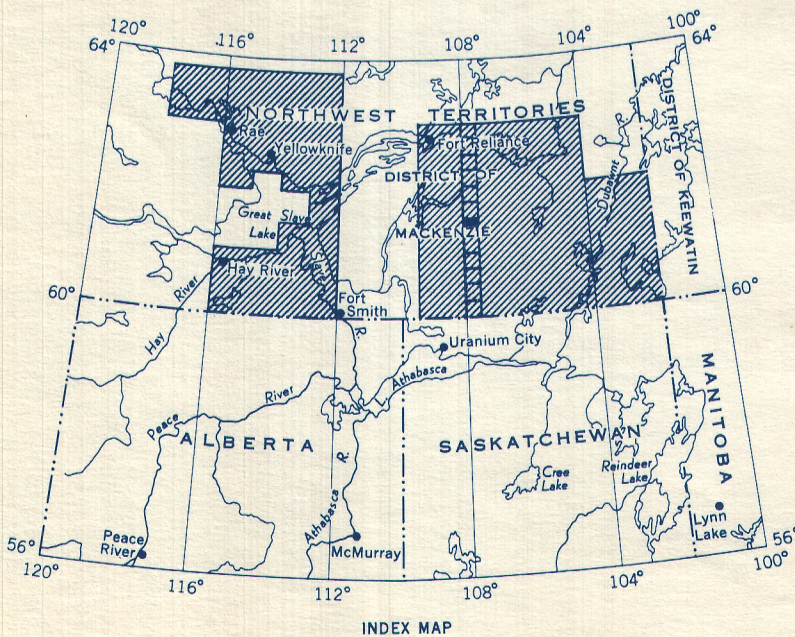 120°
116°
112°
108°
104°
100°
64°
64°
NORTHWEST TERRITORIES
Rae
Yellowknife
Fort Reliance
DISTRICT OF
MACKENZIE
DISTRICT OF KEEWATIN
Dubawnt
Great Slave
Lake
Slave
Hay River
River
Hay
60°
60°
Fort
Smith
R.
Uranium City
Athabasca
River
Peace
ALBERTA
SASKATCHEWAN
MANITOBA
R.
Athabasca
Cree
Lake
Reindeer
Lake
Lynn
Lake
Peace
River
McMurray
56°
56°
120°
116°
112°
108°
104°
100°
INDEX MAP